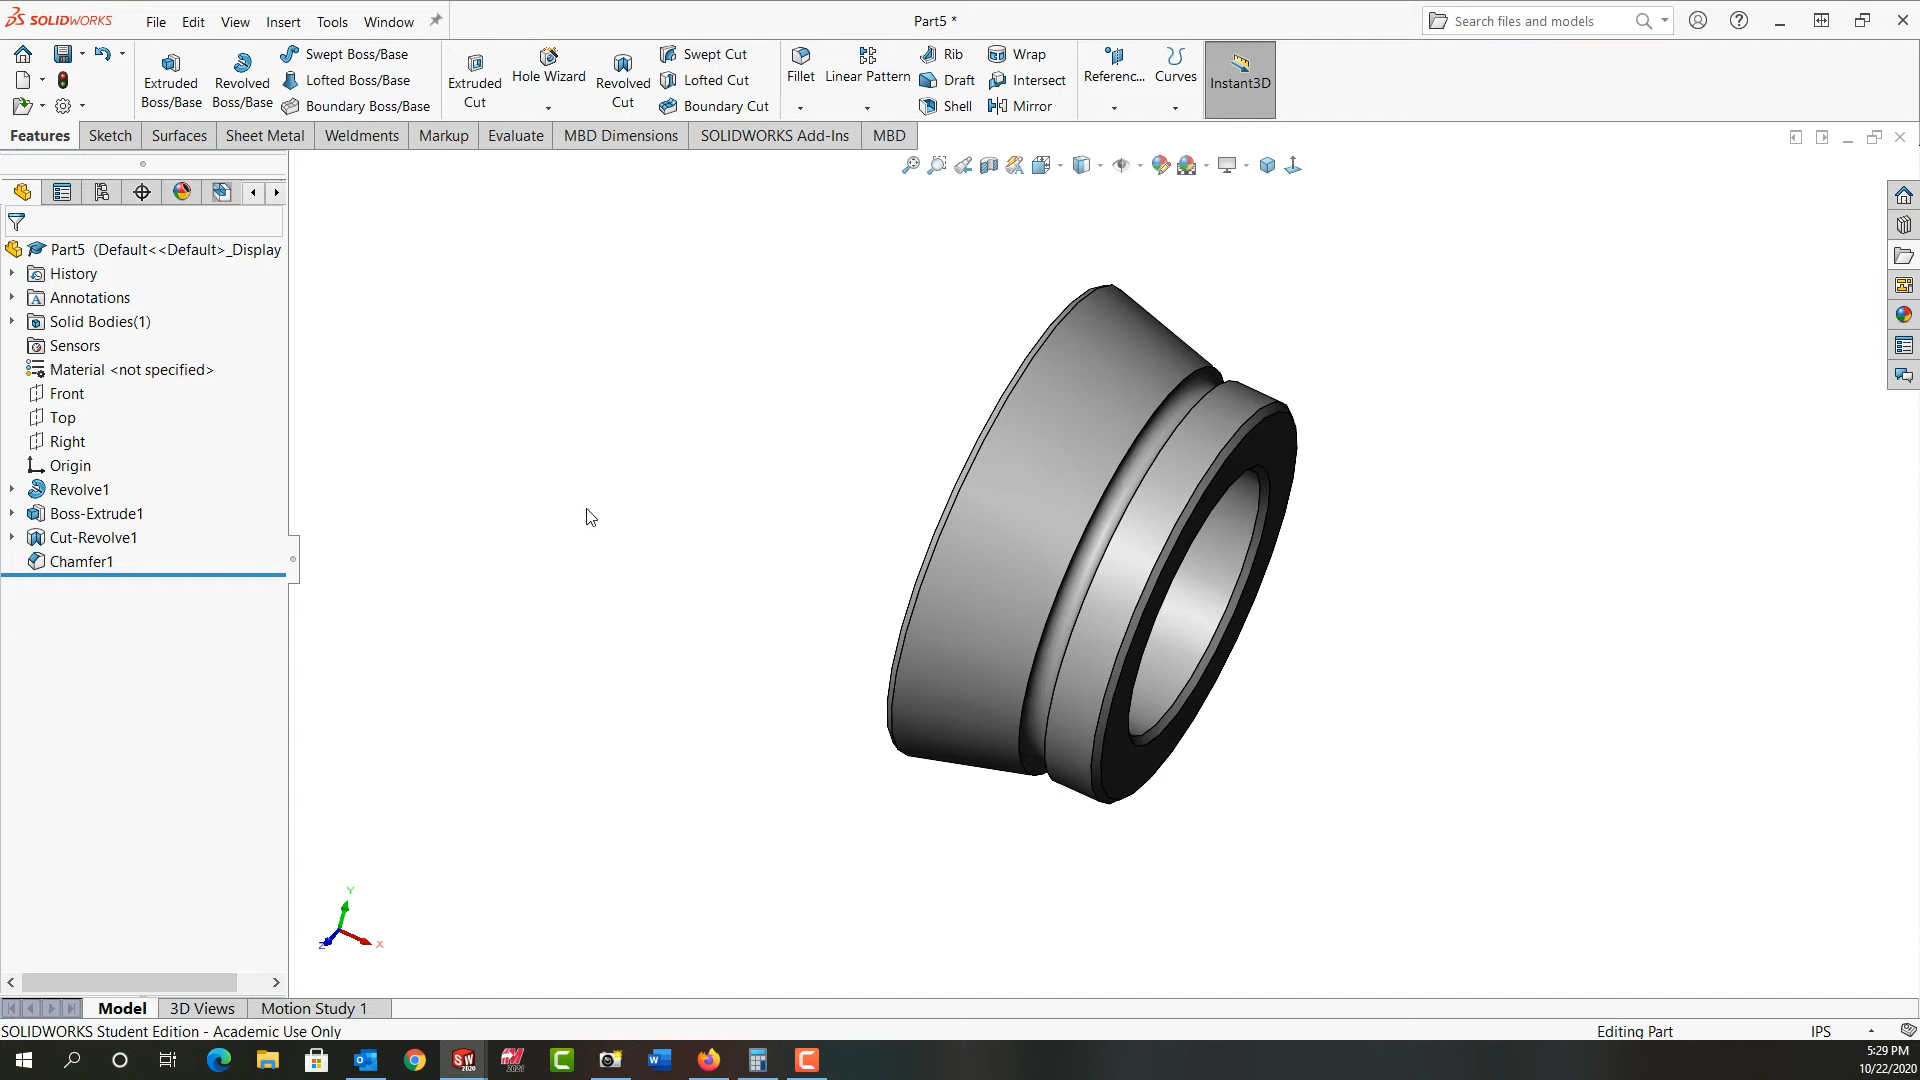 SOLIDWORKS File Edit View Insert Tools Window Part5 * Search files and models
Extruded Boss/Base
Revolved Boss/Base
Swept Boss/Base
Lofted Boss/Base
Boundary Boss/Base
Extruded Cut
Hole Wizard
Revolved Cut
Swept Cut
Lofted Cut
Boundary Cut
Fillet
Linear Pattern
Rib
Draft
Shell
Wrap
Intersect
Mirror
Referenc...
Curves
Instant3D
Features Sketch Surfaces Sheet Metal Weldments Markup Evaluate MBD Dimensions SOLIDWORKS Add-Ins MBD
Part5 (Default<<Default>_Display
History
Annotations
Solid Bodies(1)
Sensors
Material <not specified>
Front
Top
Right
Origin
Revolve1
Boss-Extrude1
Cut-Revolve1
Chamfer1
Y
Z
X
Model 3D Views Motion Study 1
SOLIDWORKS Student Edition - Academic Use Only Editing Part IPS
5:29 PM
10/22/2020